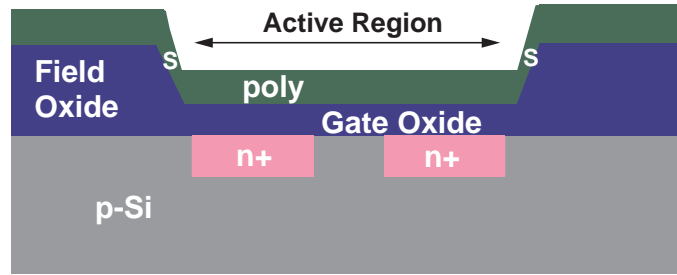 Active Region
S
S
Field
Oxide
poly
Gate Oxide
n+
n+
p-Si